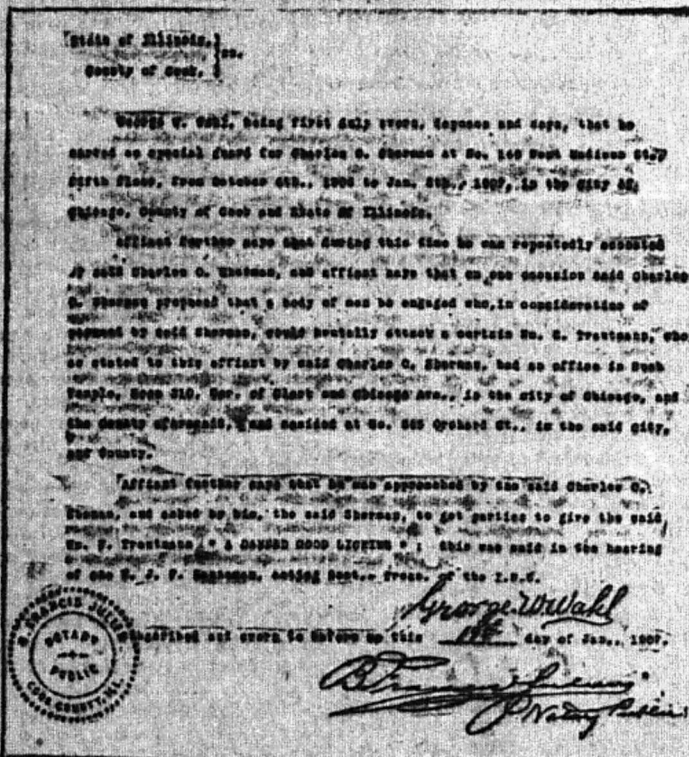 State of Illinois, } ss.
County of Cook. }
George W. Wahl, being first duly sworn, deposes and says, that he
served as special guard for Charles O. Sherman at No. 148 West Madison St.,
fifth floor, from October 6th., 1906 to Jan. 8th., 1907, in the City of
Chicago, County of Cook and State of Illinois.
Affiant further says that during this time he was repeatedly
by said Charles O. Sherman, and affiant says that on one occasion said Charles
O. Sherman proposed that a body of men be engaged who, in consideration of
by said Sherman, would brutally attack a certain Wm. E. Trautmann, who
as stated to this affiant by said Charles O. Sherman, had an office in Bush
Temple, Room 310, Cor. of Clark and Chicago Ave., in the city of Chicago, and
the County aforesaid, and resided at No. Orchard St., in the said city,
and County.
Affiant further says that he was approached by the said Charles O.
Sherman, and asked by him, the said Sherman, to get parties to give the said
Trautmann, " A DAMNED GOOD LICKING " ; this was said in the hearing
of one acting of the I.W.W.
George W Wahl
Subscribed and sworn to before me this day of Jan., 1907.
B Francis
Notary Public
FRANCIS
NOTARY
PUBLIC
COOK COUNTY, ILL.